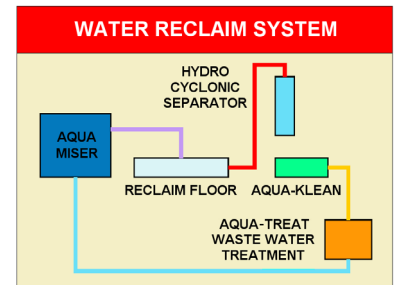 WATER RECLAIM SYSTEM
HYDRO
CYCLONIC
SEPARATOR
AQUA
MISER
RECLAIM FLOOR
AQUA-KLEAN
AQUA-TREAT
WASTE WATER
TREATMENT